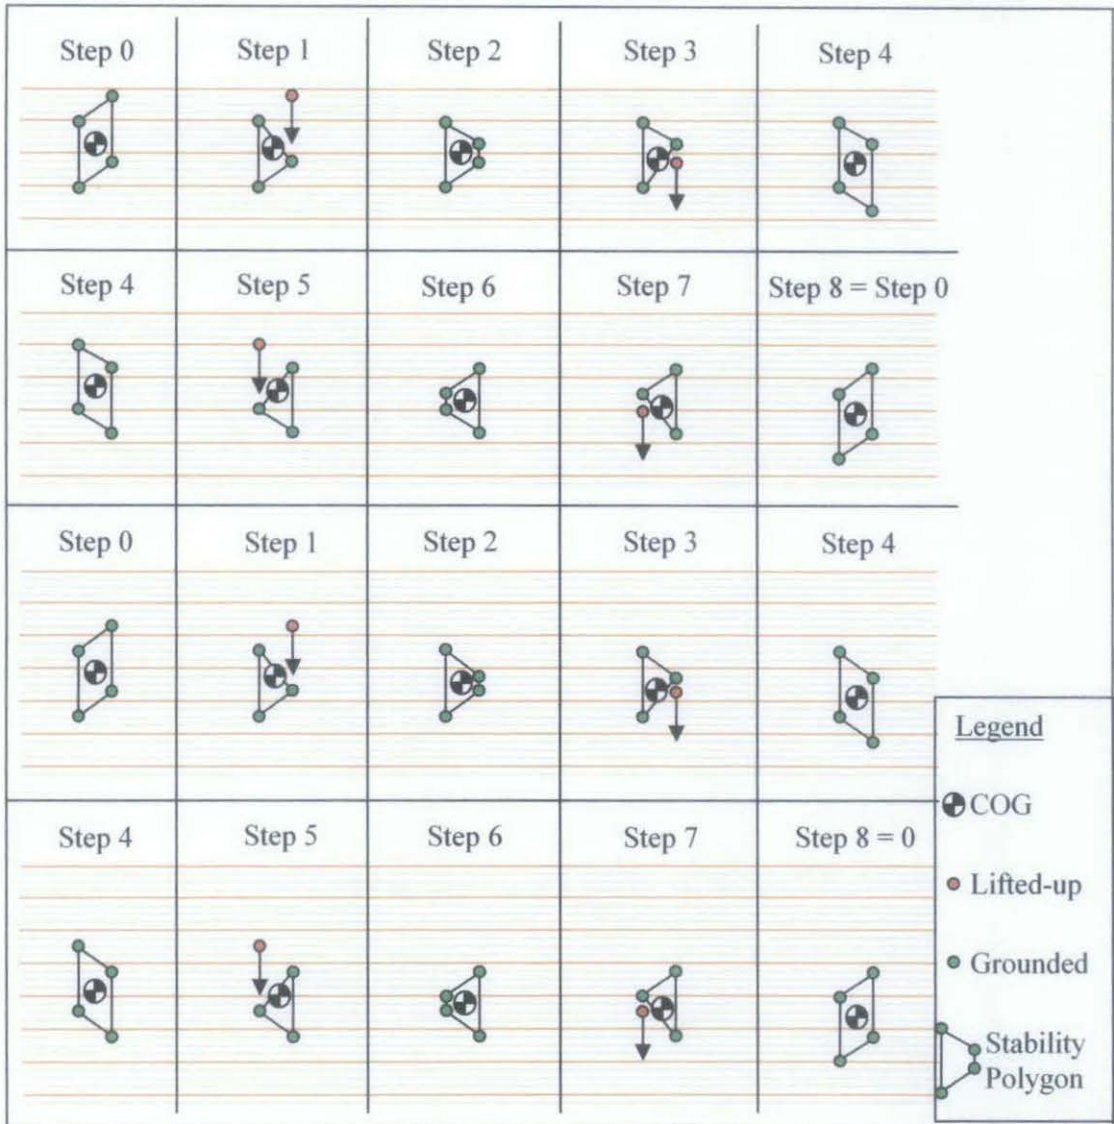 Step 0 Step 1 Step 2 Step 3 Step 4
Step 4 Step 5 Step 6 Step 7 Step 8 = Step 0
Step 0 Step 1 Step 2 Step 3 Step 4
Step 4 Step 5 Step 6 Step 7 Step 8 = 0
Legend
COG
Lifted-up
Grounded
Stability
Polygon